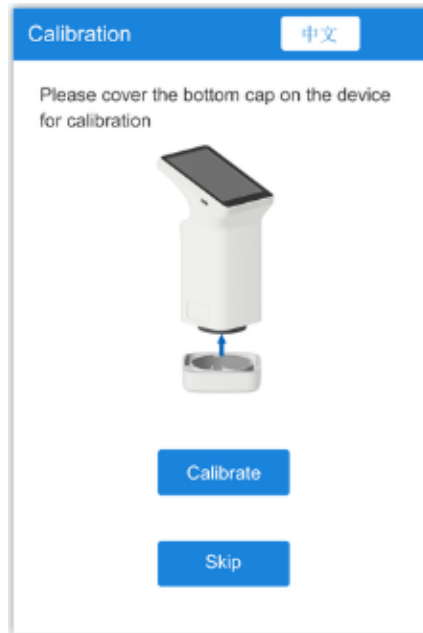 Calibration
中文
Please cover the bottom cap on the device
for calibration
Calibrate
Skip